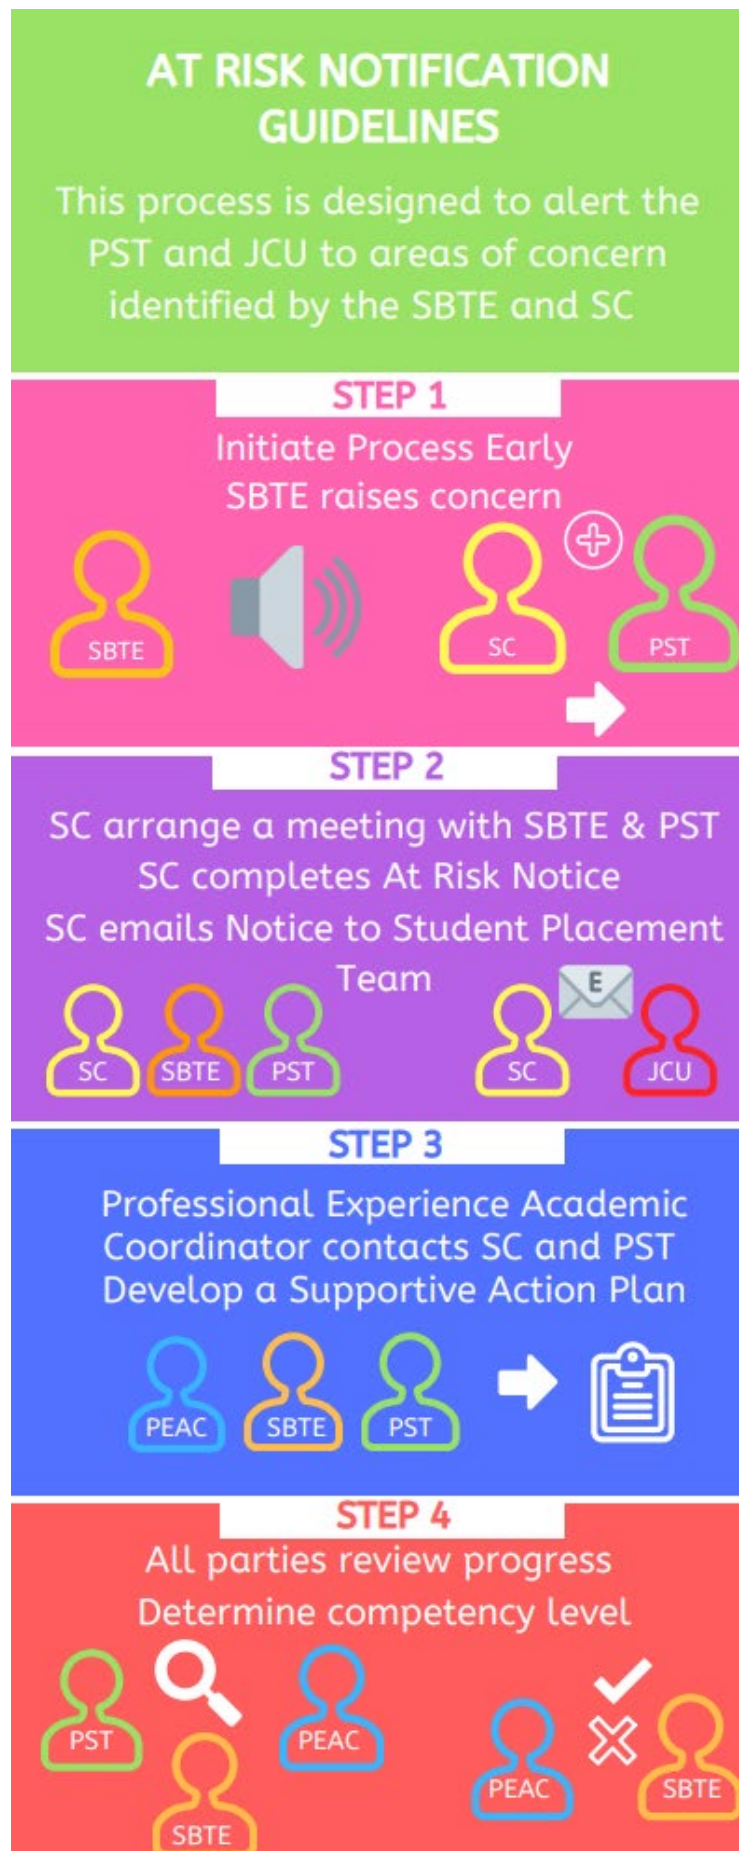 AT RISK NOTIFICATION
GUIDELINES
This process is designed to alert the
PST and JCU to areas of concern
identified by the SBTE and SC
STEP 1
Initiate Process Early
SBTE raises concern
SBTE
SC
PST
STEP 2
SC arrange a meeting with SBTE & PST
SC completes At Risk Notice
SC emails Notice to Student Placement
Team
E
SC
SBTE
PST
SC
JCU
STEP 3
Professional Experience Academic
Coordinator contacts SC and PST
Develop a Supportive Action Plan
PEAC
SBTE
PST
STEP 4
All parties review progress
Determine competency level
PST
PEAC
SBTE
PEAC
SBTE